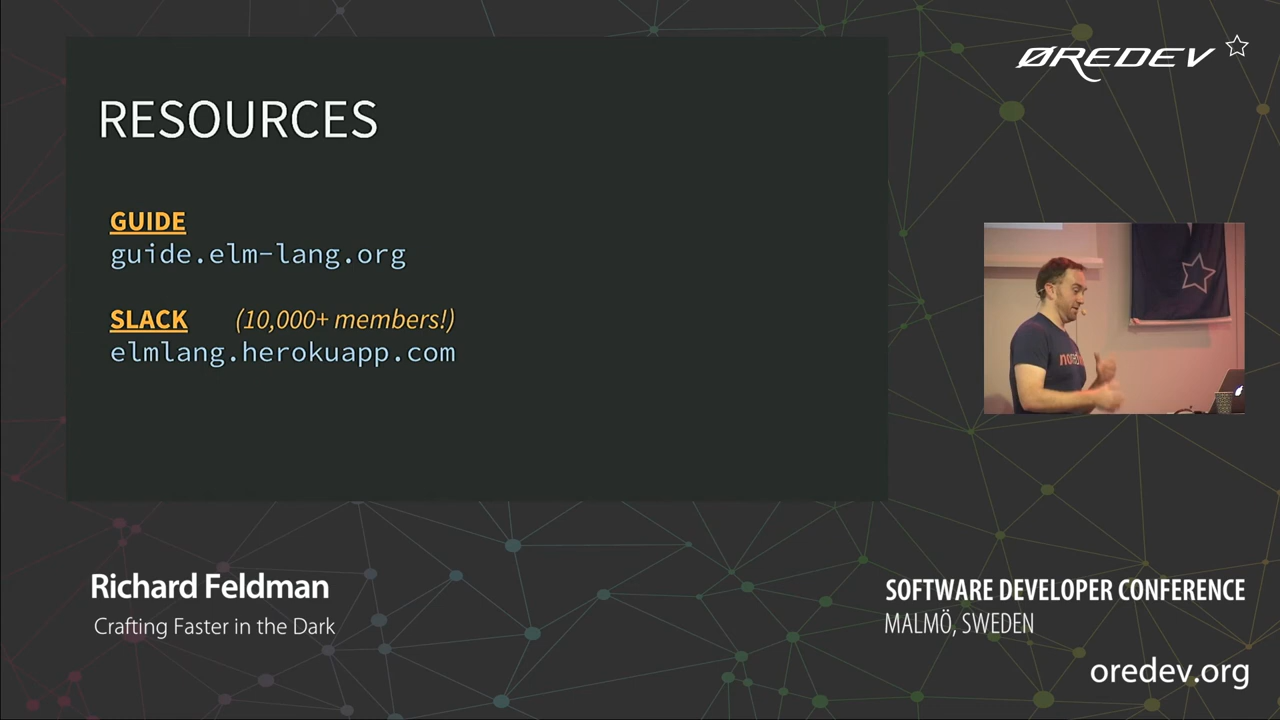 ØREDEV
RESOURCES
GUIDE
guide.elm-lang.org
SLACK (10,000+ members!)
elmlang.herokuapp.com
Richard Feldman
Crafting Faster in the Dark
SOFTWARE DEVELOPER CONFERENCE
MALMÖ, SWEDEN
oredev.org